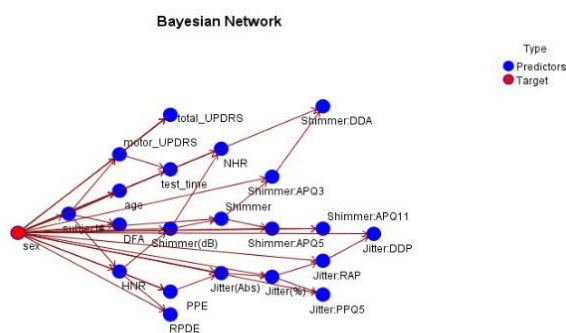 Bayesian Network
Type
Predictors
Target
total_UPDRS
Shimmer:DDA
motor_UPDRS
test_time
NHR
age
Shimmer:APQ3
Shimmer
Shimmer:APQ11
sex
DFA
Shimmer(dB)
Shimmer:APQ5
Jitter:DDP
HNR
Jitter(Abs)
Jitter(%)
Jitter:RAP
PPE
Jitter:PPQ5
RPDE